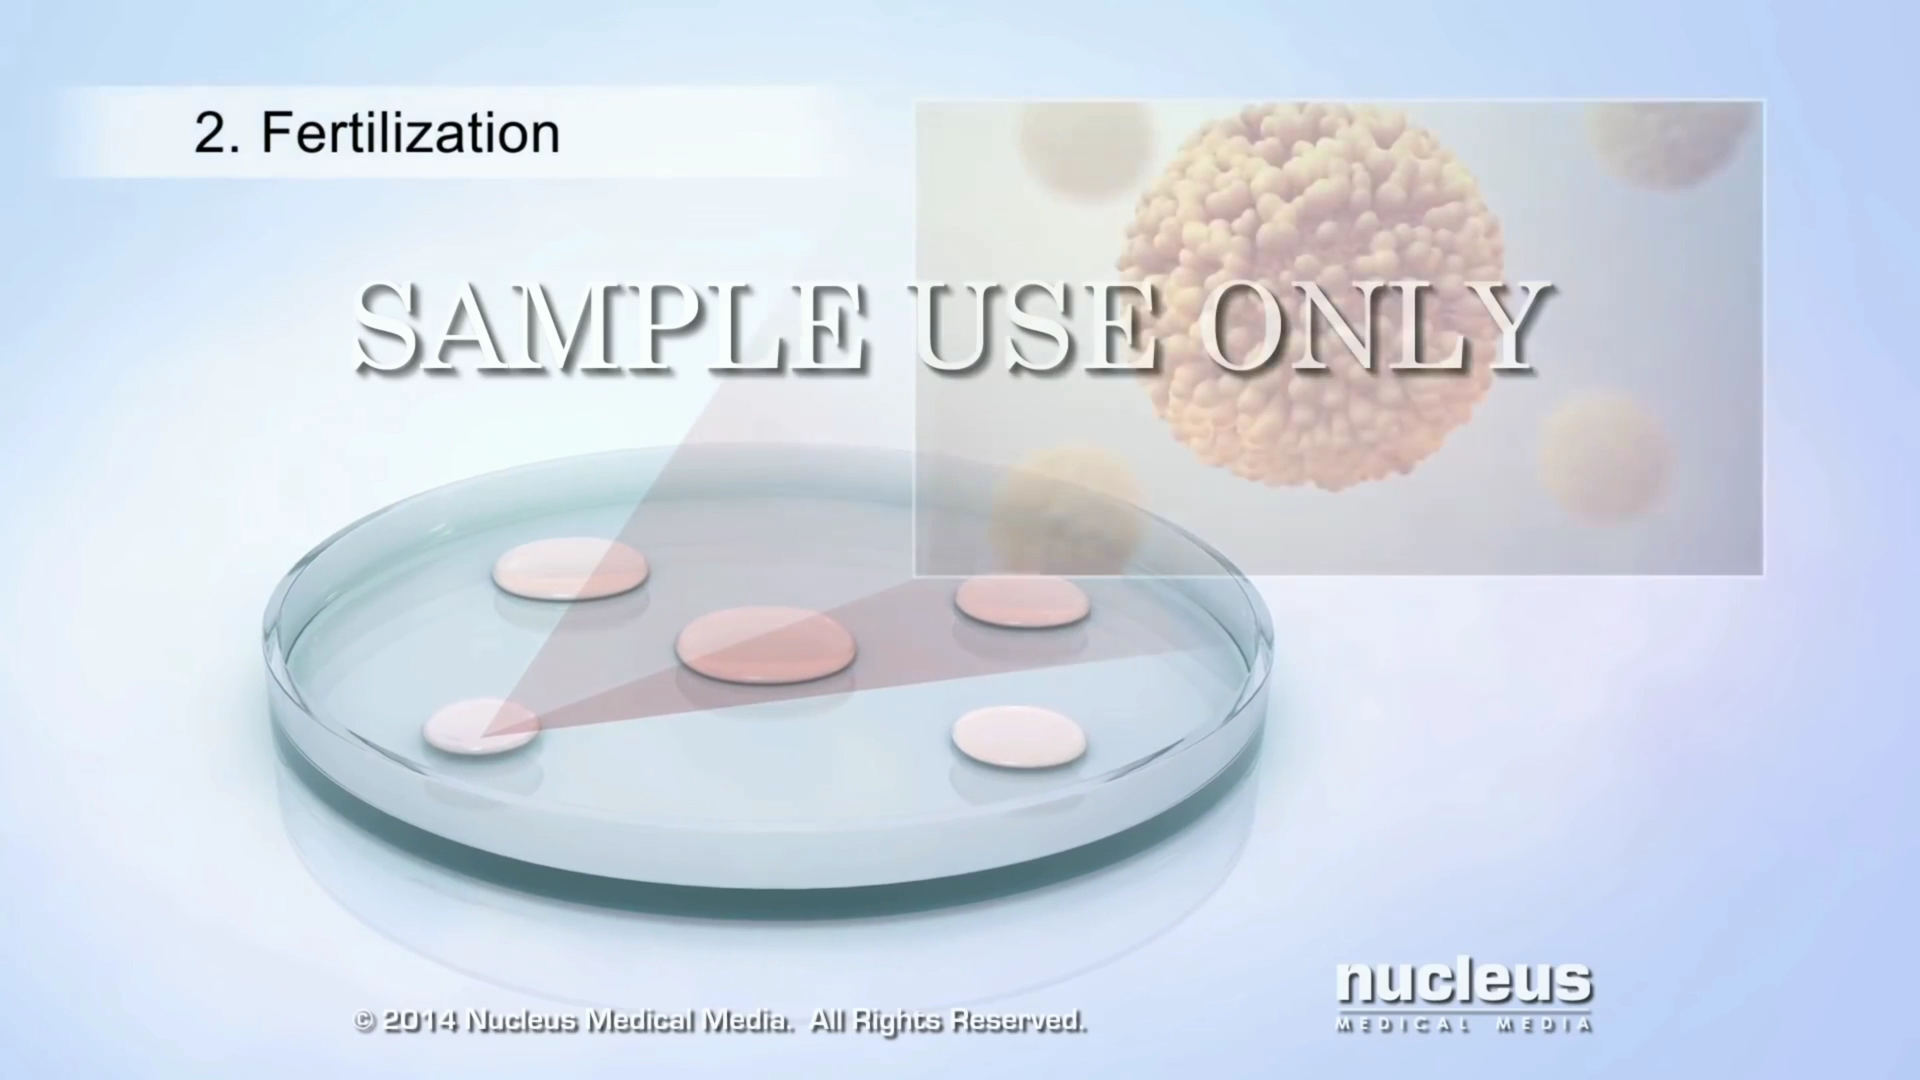 2. Fertilization
SAMPLE USE ONLY
nucleus
MEDICAL MEDIA
© 2014 Nucleus Medical Media. All Rights Reserved.